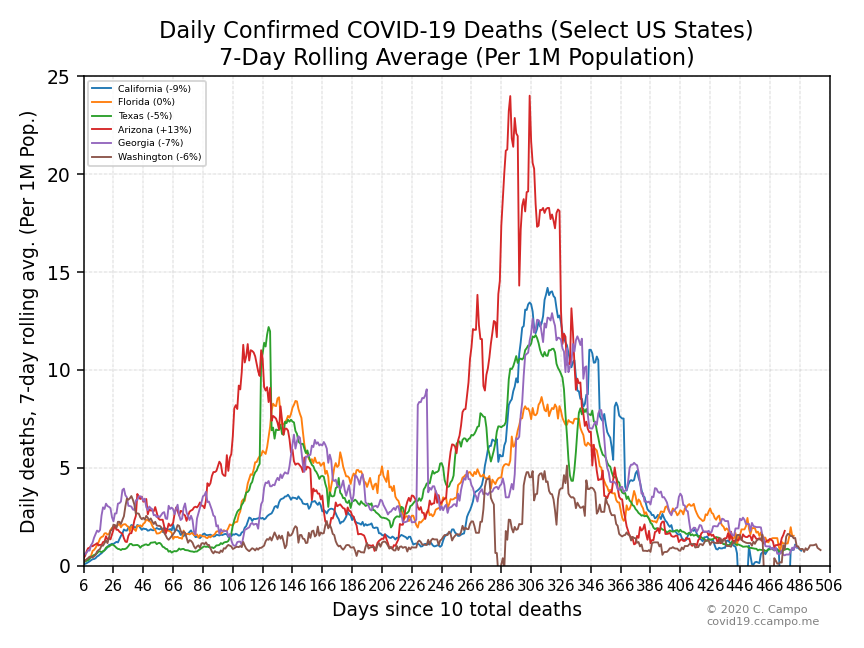 Daily Confirmed COVID-19 Deaths (Select US States)
7-Day Rolling Average (Per 1M Population)
Daily deaths, 7-day rolling avg. (Per 1M Pop.)
25
20
15
10
5
0
California (-9%)
Florida (0%)
Texas (-5%)
Arizona (+13%)
Georgia (-7%)
Washington (-6%)
6 26 46 66 86 106 126 146 166 186 206 226 246 266 286 306 326 346 366 386 406 426 446 466 486 506
Days since 10 total deaths
© 2020 C. Campo
covid19.ccampo.me